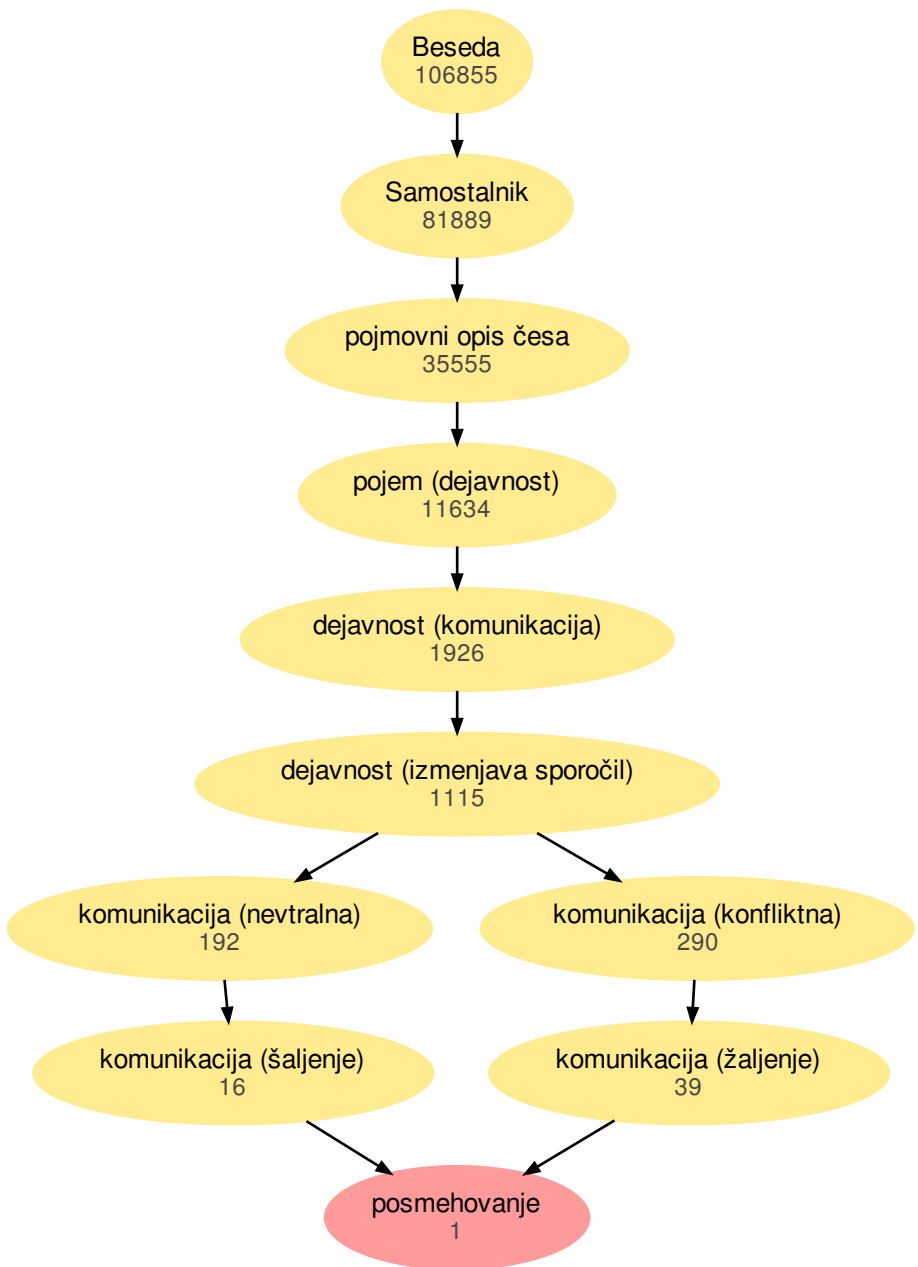 Beseda
106855
Samostalnik
81889
pojmovni opis česa
35555
pojem (dejavnost)
11634
dejavnost (komunikacija)
1926
dejavnost (izmenjava sporočil)
1115
komunikacija (nevtralna)
192
komunikacija (konfliktna)
290
komunikacija (šaljenje)
16
komunikacija (žaljenje)
39
posmehovanje
1